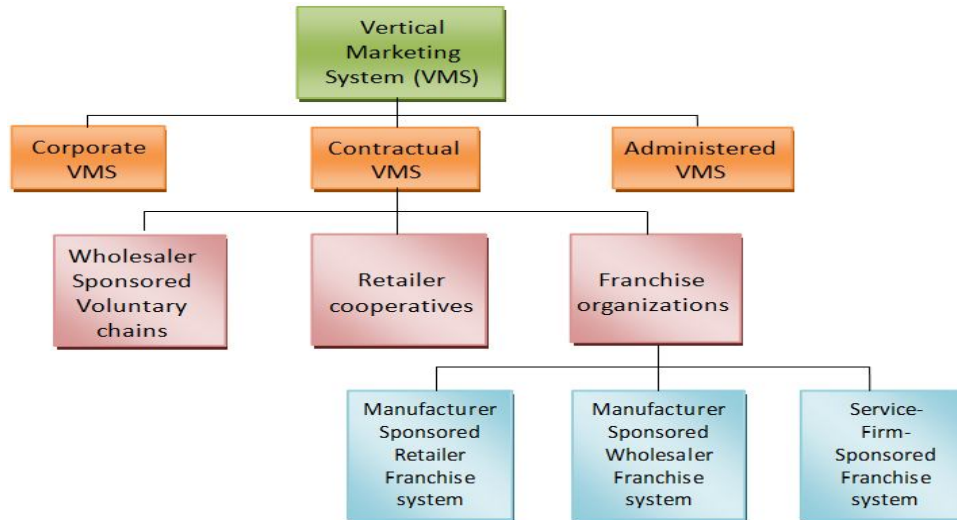 Vertical
Marketing
System (VMS)
Corporate
VMS
Contractual
VMS
Administered
VMS
Wholesaler
Sponsored
Voluntary
chains
Retailer
cooperatives
Franchise
organizations
Manufacturer
Sponsored
Retailer
Franchise
system
Manufacturer
Sponsored
Wholesaler
Franchise
system
Service-
Firm-
Sponsored
Franchise
system